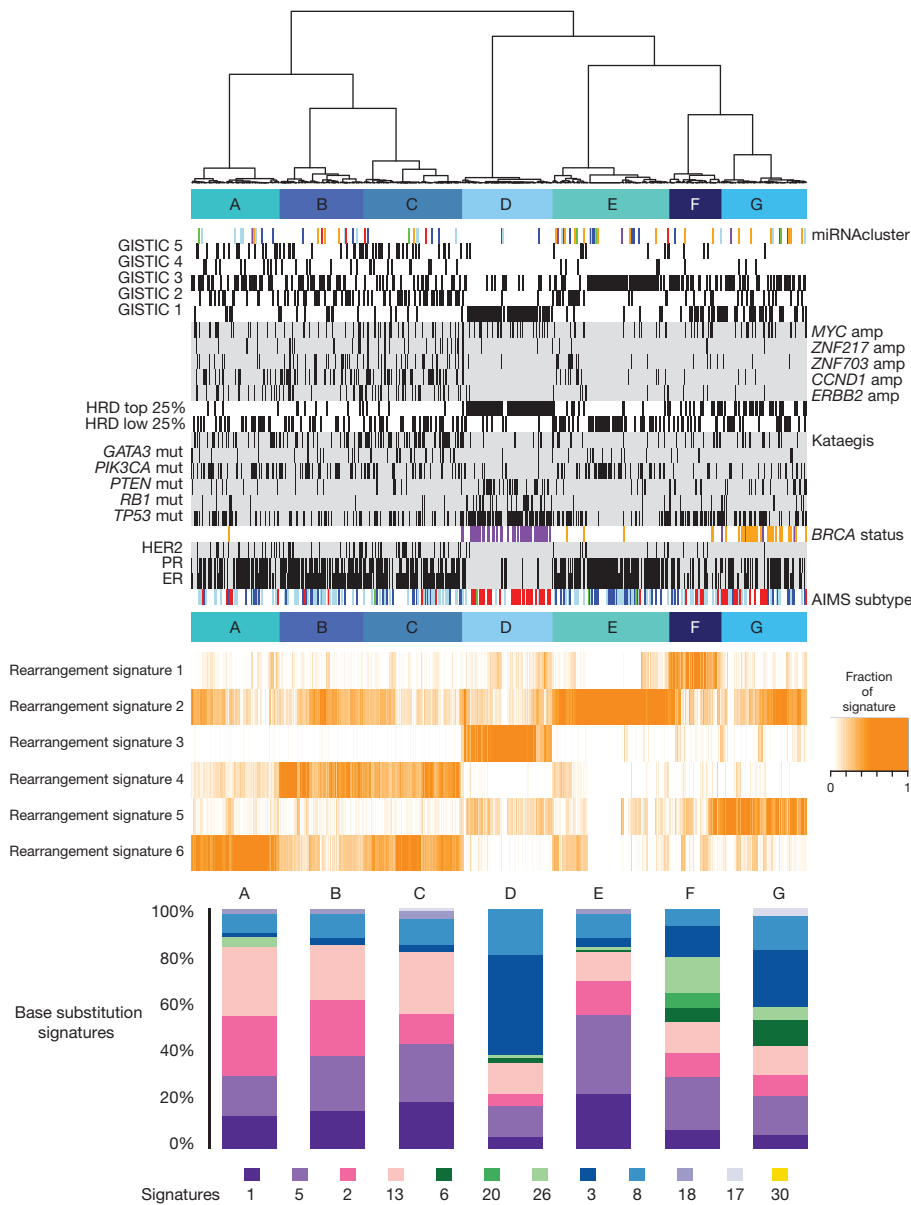 A B C D E F G
miRNAcluster
GISTIC 5
GISTIC 4
GISTIC 3
GISTIC 2
GISTIC 1
MYC amp
ZNF217 amp
ZNF703 amp
CCND1 amp
ERBB2 amp
HRD top 25%
HRD low 25%
Kataegis
GATA3 mut
PIK3CA mut
PTEN mut
RB1 mut
TP53 mut
BRCA status
HER2
PR
ER
AIMS subtype
A B C D E F G
Rearrangement signature 1
Rearrangement signature 2
Rearrangement signature 3
Rearrangement signature 4
Rearrangement signature 5
Rearrangement signature 6
Fraction
of
signature
0 1
A B C D E F G
100%
80%
60%
40%
20%
0%
Base substitution
signatures
Signatures 1 5 2 13 6 20 26 3 8 18 17 30